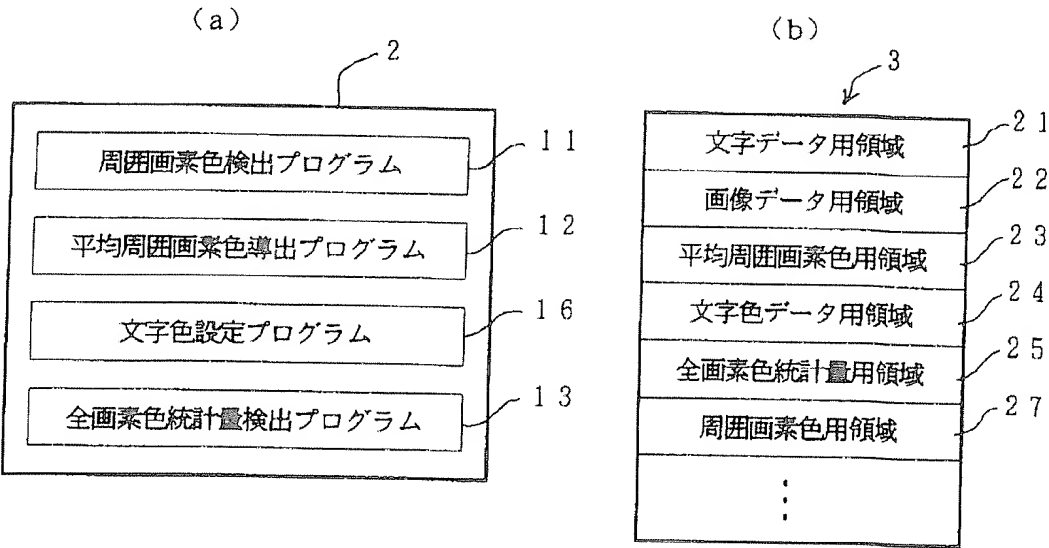 (a)
2
周囲画素色検出プログラム
11
平均周囲画素色導出プログラム
12
文字色設定プログラム
16
全画素色統計量検出プログラム
13
(b)
3
文字データ用領域
21
画像データ用領域
22
平均周囲画素色用領域
23
文字色データ用領域
24
全画素色統計量用領域
25
周囲画素色用領域
27